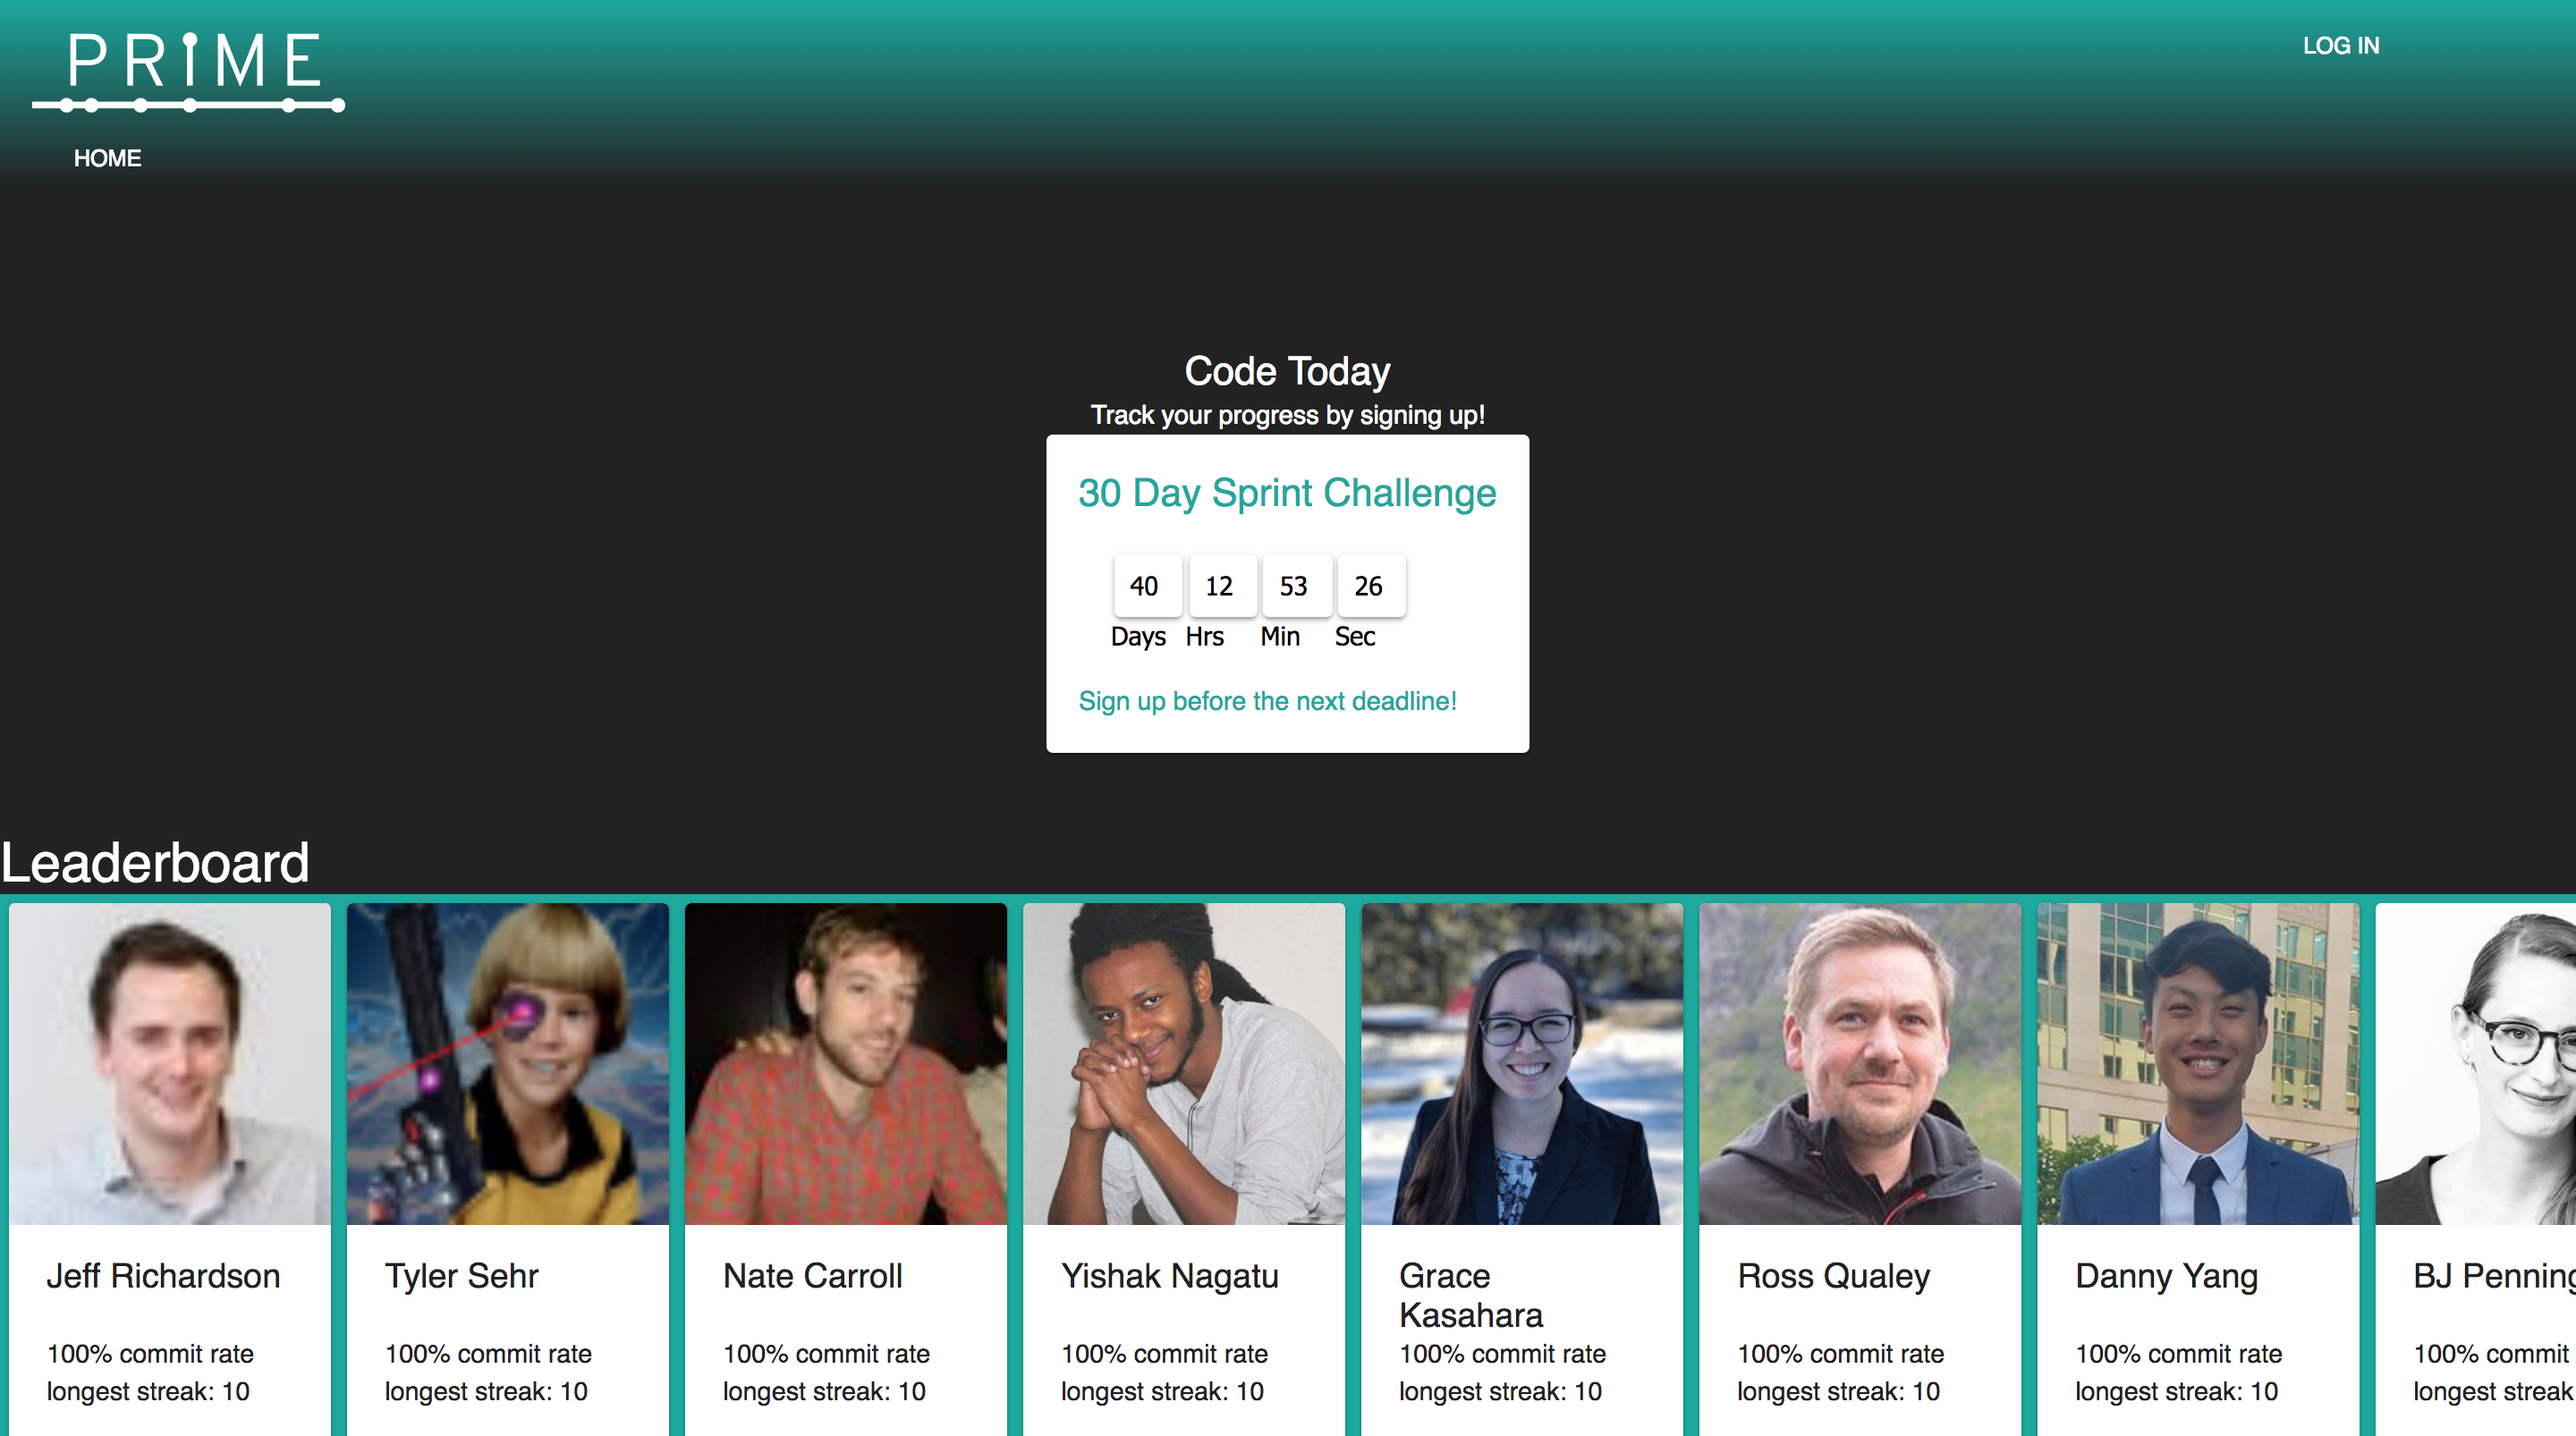 PRIME
LOG IN
HOME
Code Today
Track your progress by signing up!
30 Day Sprint Challenge
40 12 53 26
Days Hrs Min Sec
Sign up before the next deadline!
Leaderboard
Jeff Richardson
100% commit rate
longest streak: 10
Tyler Sehr
100% commit rate
longest streak: 10
Nate Carroll
100% commit rate
longest streak: 10
Yishak Nagatu
100% commit rate
longest streak: 10
Grace
Kasahara
100% commit rate
longest streak: 10
Ross Qualey
100% commit rate
longest streak: 10
Danny Yang
100% commit rate
longest streak: 10
BJ
100% commit
longest streak